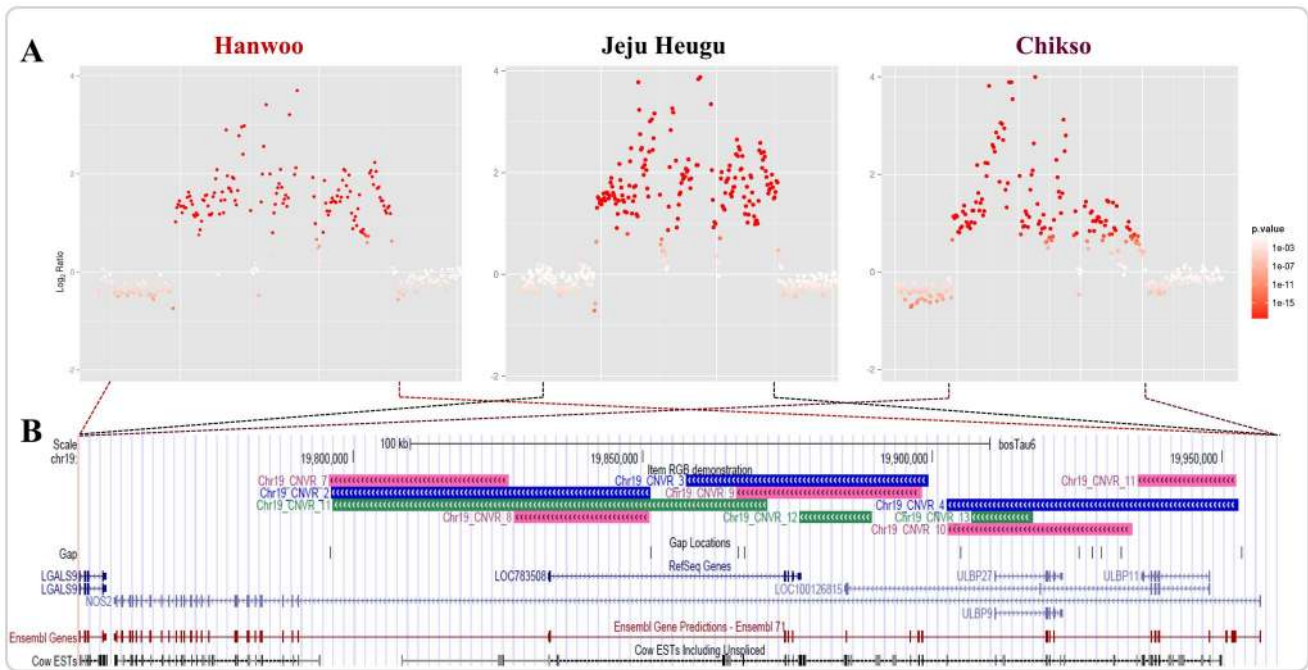 A
Hanwoo
Jeju Heugu
Chikso
4
2
0
-2
Log2 Ratio
4
2
0
-2
4
2
0
-2
p.value
1e-03
1e-07
1e-11
1e-15
B
Scale
100 kb
bosTau6
chr19:
19,800,000
19,850,000
19,900,000
19,950,000
Item RGB demonstration
Chr19_CNVR_7
Chr19_CNVR_3
Chr19_CNVR_11
Chr19_CNVR_2
Chr19_CNVR_9
Chr19_CNVR_4
Chr19_CNVR_11
Chr19_CNVR_8
Chr19_CNVR_12
Chr19_CNVR_13
Chr19_CNVR_10
Gap Locations
Gap
RefSeq Genes
LGALS9
LOC783508
ULBP27
ULBP11
LGALS9
LOC100126815
NOS2
ULBP9
Ensembl Gene Predictions - Ensembl 71
Ensembl Genes
Cow ESTs Including Unspliced
Cow ESTs